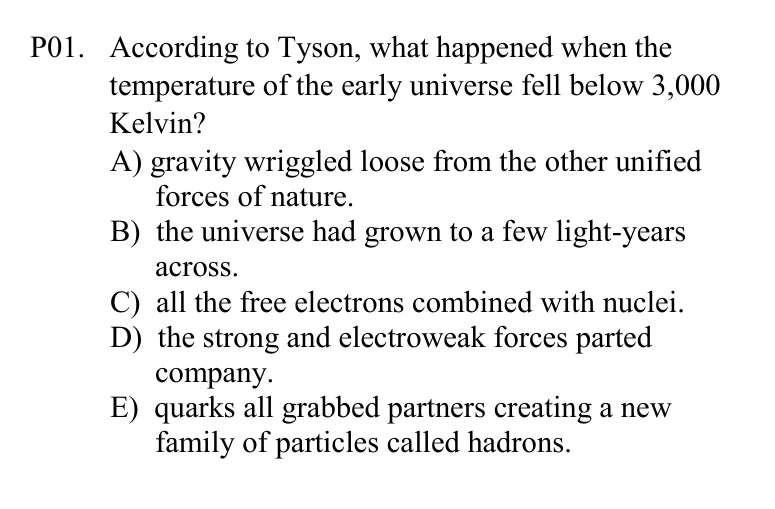 P01. According to Tyson, what happened when the
temperature of the early universe fell below 3,000
Kelvin?
A) gravity wriggled loose from the other unified
forces of nature.
B) the universe had grown to a few light-years
across.
C) all the free electrons combined with nuclei.
D) the strong and electroweak forces parted
company.
E) quarks all grabbed partners creating a new
family of particles called hadrons.